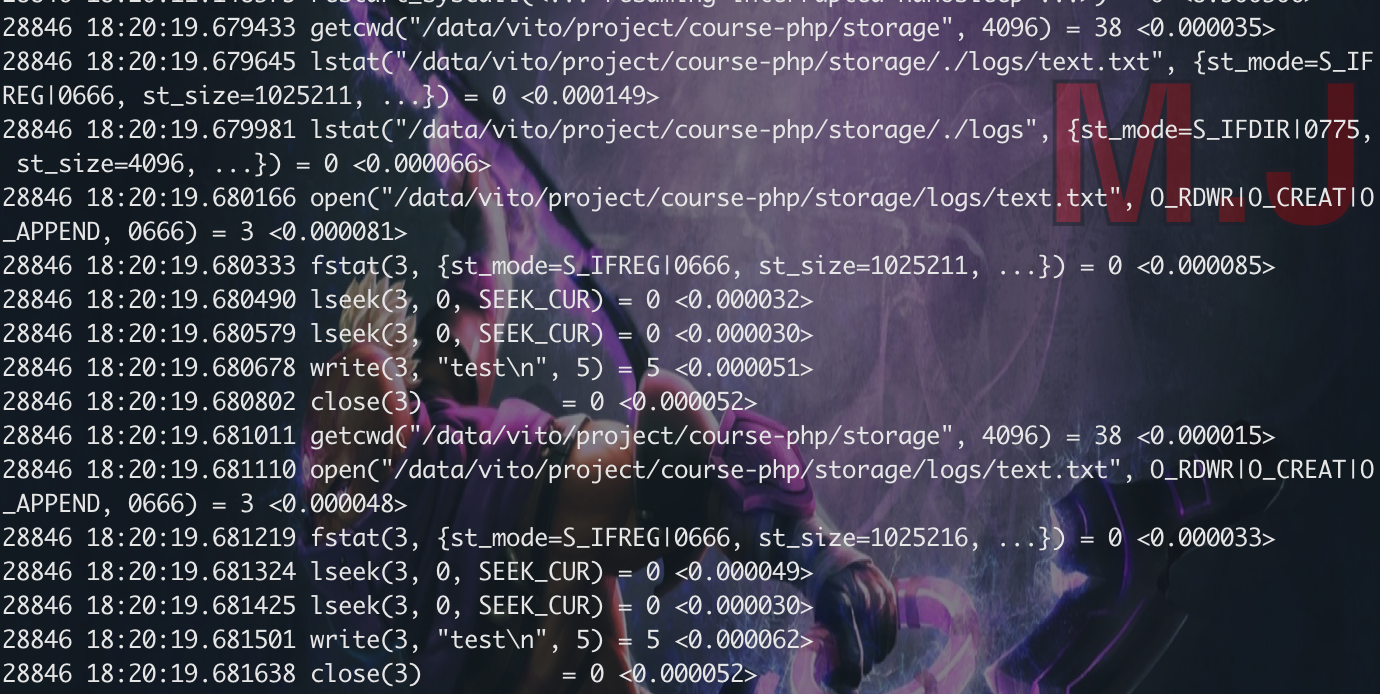 28846 18:20:19.679433 getcwd("/data/vito/project/course-php/storage", 4096) = 38 <0.000035>
28846 18:20:19.679645 lstat("/data/vito/project/course-php/storage/./logs/text.txt", {st_mode=S_IF
REG|0666, st_size=1025211, ...}) = 0 <0.000149>
28846 18:20:19.679981 lstat("/data/vito/project/course-php/storage/./logs", {st_mode=S_IFDIR|0775,
 st_size=4096, ...}) = 0 <0.000066>
28846 18:20:19.680166 open("/data/vito/project/course-php/storage/logs/text.txt", O_RDWR|O_CREAT|O
_APPEND, 0666) = 3 <0.000081>
28846 18:20:19.680333 fstat(3, {st_mode=S_IFREG|0666, st_size=1025211, ...}) = 0 <0.000085>
28846 18:20:19.680490 lseek(3, 0, SEEK_CUR) = 0 <0.000032>
28846 18:20:19.680579 lseek(3, 0, SEEK_CUR) = 0 <0.000030>
28846 18:20:19.680678 write(3, "test\n", 5) = 5 <0.000051>
28846 18:20:19.680802 close(3)          = 0 <0.000052>
28846 18:20:19.681011 getcwd("/data/vito/project/course-php/storage", 4096) = 38 <0.000015>
28846 18:20:19.681110 open("/data/vito/project/course-php/storage/logs/text.txt", O_RDWR|O_CREAT|O
_APPEND, 0666) = 3 <0.000048>
28846 18:20:19.681219 fstat(3, {st_mode=S_IFREG|0666, st_size=1025216, ...}) = 0 <0.000033>
28846 18:20:19.681324 lseek(3, 0, SEEK_CUR) = 0 <0.000049>
28846 18:20:19.681425 lseek(3, 0, SEEK_CUR) = 0 <0.000030>
28846 18:20:19.681501 write(3, "test\n", 5) = 5 <0.000062>
28846 18:20:19.681638 close(3)          = 0 <0.000052>
M.J